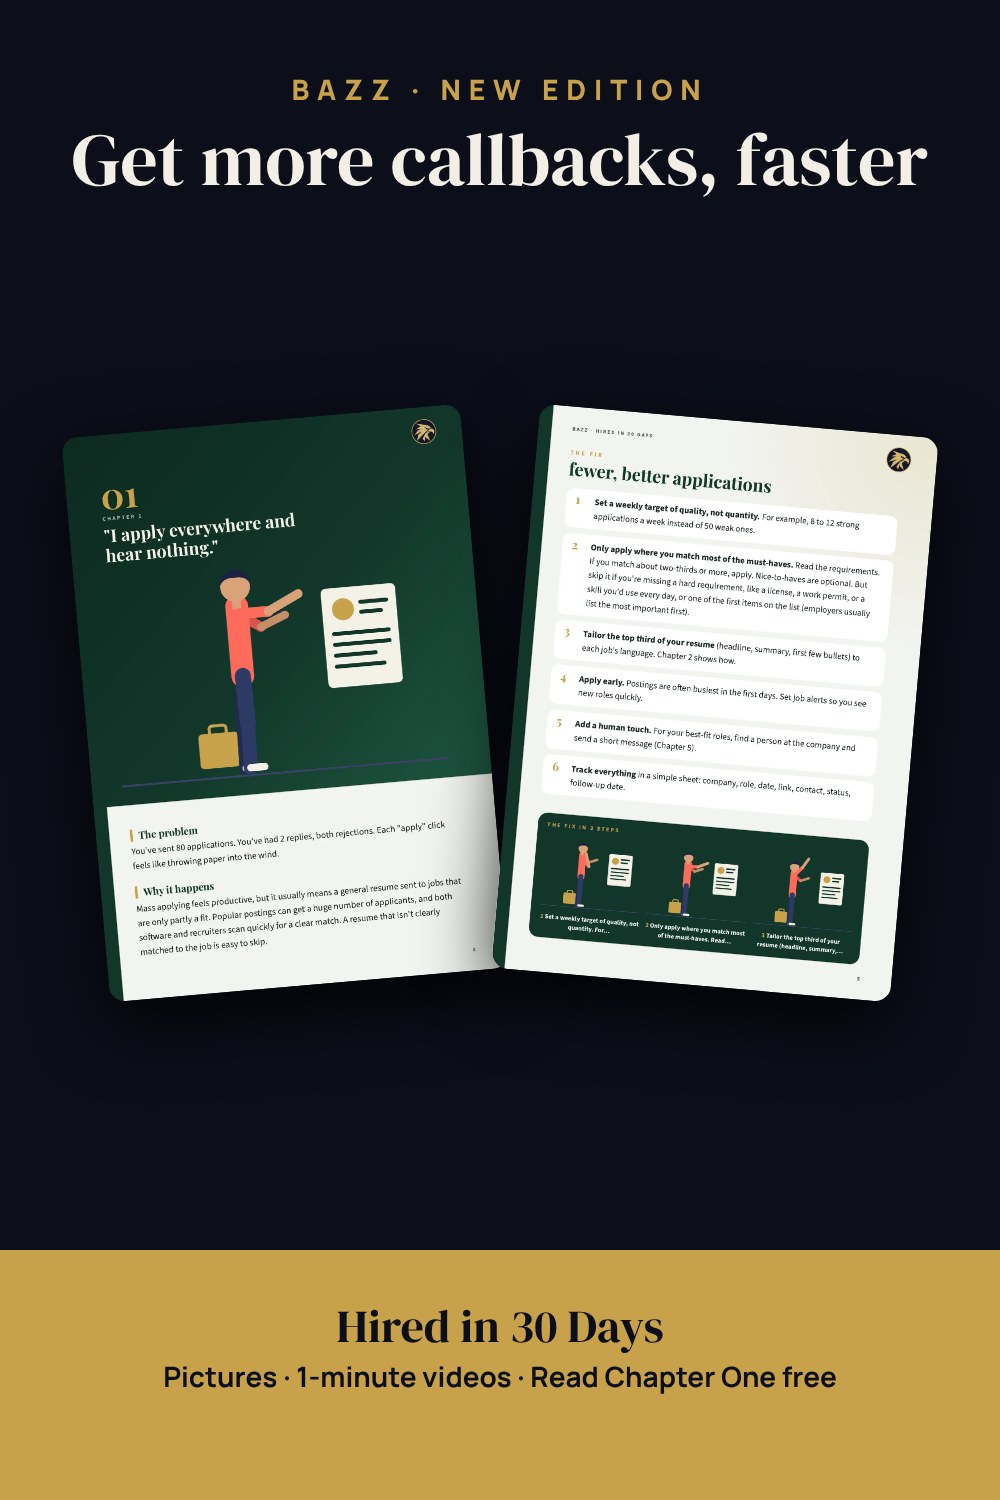 BAZZ · NEW EDITION
Get more callbacks, faster
01
CHAPTER 1
"I apply everywhere and
hear nothing."
The problem
You've sent 80 applications. You've had 2 replies, both rejections. Each "apply" click
feels like throwing paper into the wind.
Why it happens
Mass applying feels productive, but it usually means a general resume sent to jobs that
are only partly a fit. Popular postings can get a huge number of applicants, and both
software and recruiters scan quickly for a clear match. A resume that isn't clearly
matched to the job is easy to skip.
BAZZ · HIRED IN 30 DAYS
THE FIX
fewer, better applications
1 Set a weekly target of quality, not quantity. For example, 8 to 12 strong
applications a week instead of 50 weak ones.
2 Only apply where you match most of the must-haves. Read the requirements.
If you match about two-thirds or more, apply. Nice-to-haves are optional. But
skip it if you're missing a hard requirement, like a license, a work permit, or a
skill you'd use every day, or one of the first items on the list (employers usually
list the most important first).
3 Tailor the top third of your resume (headline, summary, first few bullets) to
each job's language. Chapter 2 shows how.
4 Apply early. Postings are often busiest in the first days. Set job alerts so you see
new roles quickly.
5 Add a human touch. For your best-fit roles, find a person at the company and
send a short message (Chapter 5).
6 Track everything in a simple sheet: company, role, date, link, contact, status,
follow-up date.
THE FIX IN 3 STEPS
1 Set a weekly target of quality, not
quantity. For...
2 Only apply where you match most
of the must-haves. Read...
3 Tailor the top third of your
resume (headline, summary,...
Hired in 30 Days
Pictures · 1-minute videos · Read Chapter One free